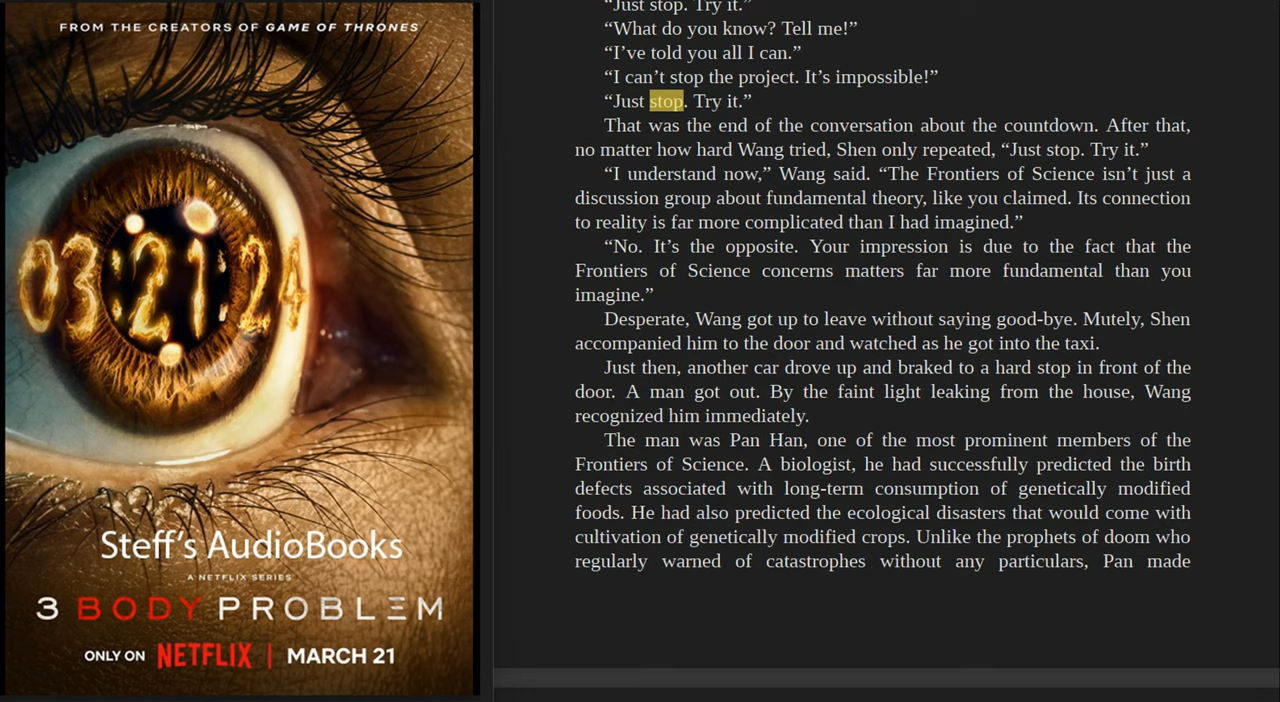 FROM THE CREATORS OF GAME OF THRONES
03:21:24
Steff's AudioBooks
A NETFLIX SERIES
3 BODY PROBLEM
ONLY ON NETFLIX | MARCH 21
“Just stop. Try it.”
“What do you know? Tell me!”
“I’ve told you all I can.”
“I can’t stop the project. It’s impossible!”
“Just stop. Try it.”
That was the end of the conversation about the countdown. After that,
no matter how hard Wang tried, Shen only repeated, “Just stop. Try it.”
“I understand now,” Wang said. “The Frontiers of Science isn’t just a
discussion group about fundamental theory, like you claimed. Its connection
to reality is far more complicated than I had imagined.”
“No. It’s the opposite. Your impression is due to the fact that the
Frontiers of Science concerns matters far more fundamental than you
imagine.”
Desperate, Wang got up to leave without saying good-bye. Mutely, Shen
accompanied him to the door and watched as he got into the taxi.
Just then, another car drove up and braked to a hard stop in front of the
door. A man got out. By the faint light leaking from the house, Wang
recognized him immediately.
The man was Pan Han, one of the most prominent members of the
Frontiers of Science. A biologist, he had successfully predicted the birth
defects associated with long-term consumption of genetically modified
foods. He had also predicted the ecological disasters that would come with
cultivation of genetically modified crops. Unlike the prophets of doom who
regularly warned of catastrophes without any particulars, Pan made